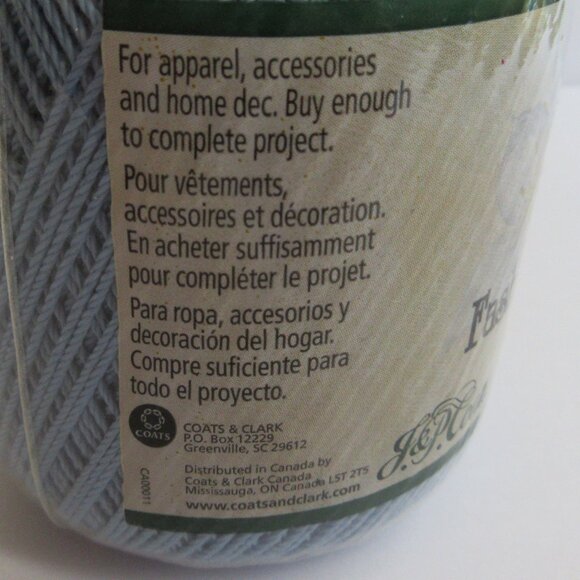 For apparel, accessories
and home dec. Buy enough
to complete project.
Pour vêtements,
accessoires et décoration.
En acheter suffisamment
pour compléter le projet.
Para ropa, accesorios y
decoración del hogar.
Compre suficiente para
todo el proyecto.
COATS
COATS & CLARK
P.O. Box 12229
Greenville, SC 29612
Distributed in Canada by
Coats & Clark Canada
Mississauga, ON Canada L5T 2T5
www.coatsandclark.com
CA00011
J.&P. Coa